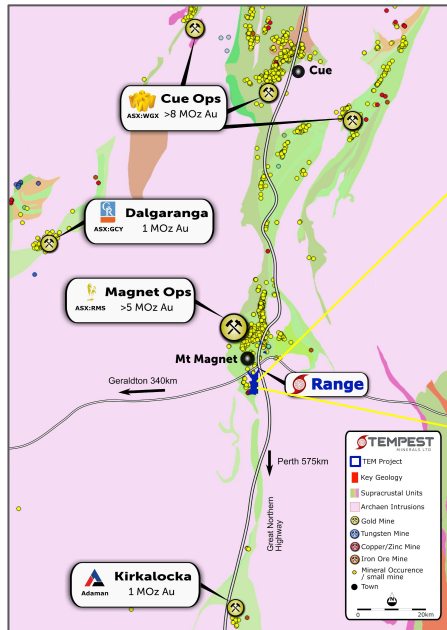 Cue
Cue Ops
ASX:WGX >8 MOz Au
GCY
Dalgaranga
ASX:GCY 1 MOz Au
Magnet Ops
ASX:RMS >5 MOz Au
Mt Magnet
Geraldton 340km
Range
Perth 575km
Great Northern
Highway
Kirkalocka
Adaman 1 MOz Au
TEMPEST
MINERALS LTD
TEM Project
Key Geology
Supracrustal Units
Archaen Intrusions
Gold Mine
Tungsten Mine
Copper/Zinc Mine
Iron Ore Mine
Mineral Occurence
/ small mine
Town
N
0 20km